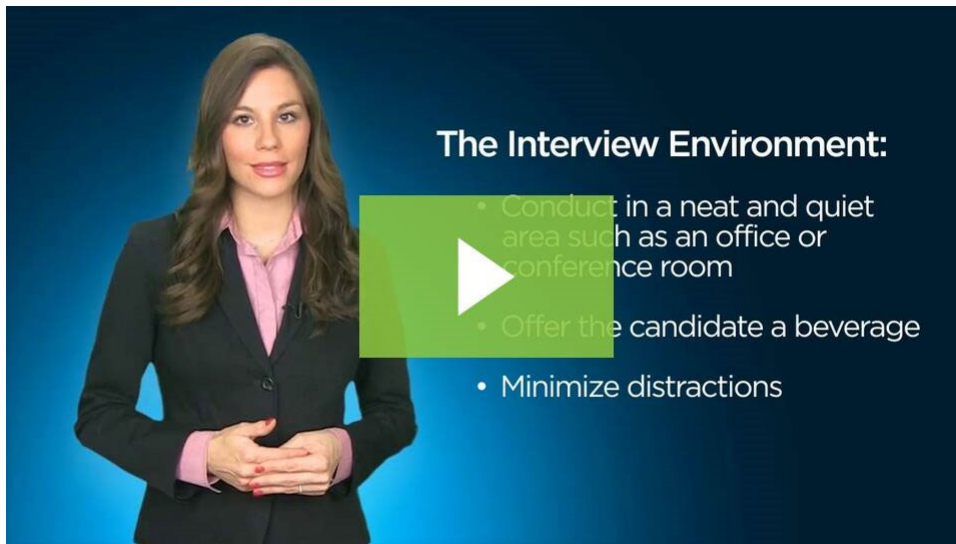 The Interview Environment:
• Conduct in a neat and quiet
area such as an office or
conference room
• Offer the candidate a beverage
• Minimize distractions